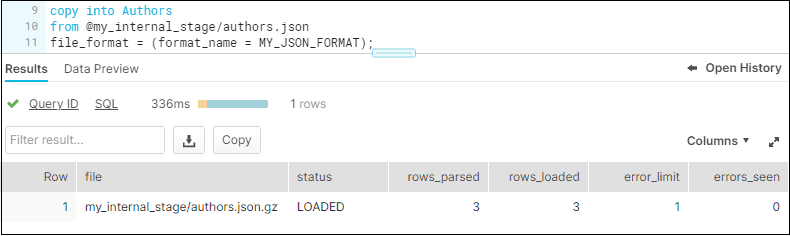 9 copy into Authors
10 from @my_internal_stage/authors.json
11 file_format = (format_name = MY_JSON_FORMAT);
Results Data Preview Open History
Query ID SQL 336ms 1 rows
Filter result... Copy Columns
Row file status rows_parsed rows_loaded error_limit errors_seen
1 my_internal_stage/authors.json.gz LOADED 3 3 1 0